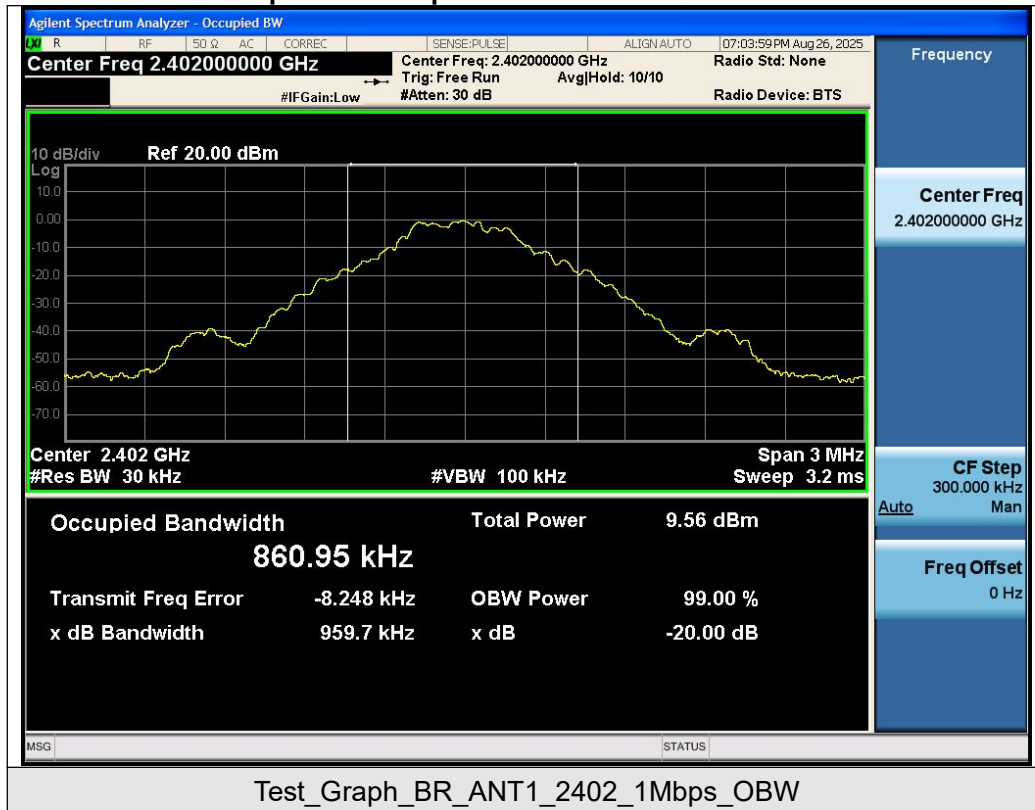 Agilent Spectrum Analyzer - Occupied BW
LXI R RF 50 Ω AC CORREC SENSE:PULSE ALIGN AUTO 07:03:59 PM Aug 26, 2025
Center Freq 2.402000000 GHz
Center Freq: 2.402000000 GHz
Radio Std: None
Trig: Free Run Avg|Hold: 10/10
#IFGain:Low
#Atten: 30 dB
Radio Device: BTS
Frequency
10 dB/div Ref 20.00 dBm
Log
10.0
0.00
-10.0
-20.0
-30.0
-40.0
-50.0
-60.0
-70.0
Center 2.402 GHz Span 3 MHz
#Res BW 30 kHz #VBW 100 kHz Sweep 3.2 ms
Center Freq
2.402000000 GHz
CF Step
300.000 kHz
Auto Man
Freq Offset
0 Hz
Occupied Bandwidth Total Power 9.56 dBm
860.95 kHz
Transmit Freq Error -8.248 kHz OBW Power 99.00 %
x dB Bandwidth 959.7 kHz x dB -20.00 dB
MSG STATUS
Test_Graph_BR_ANT1_2402_1Mbps_OBW